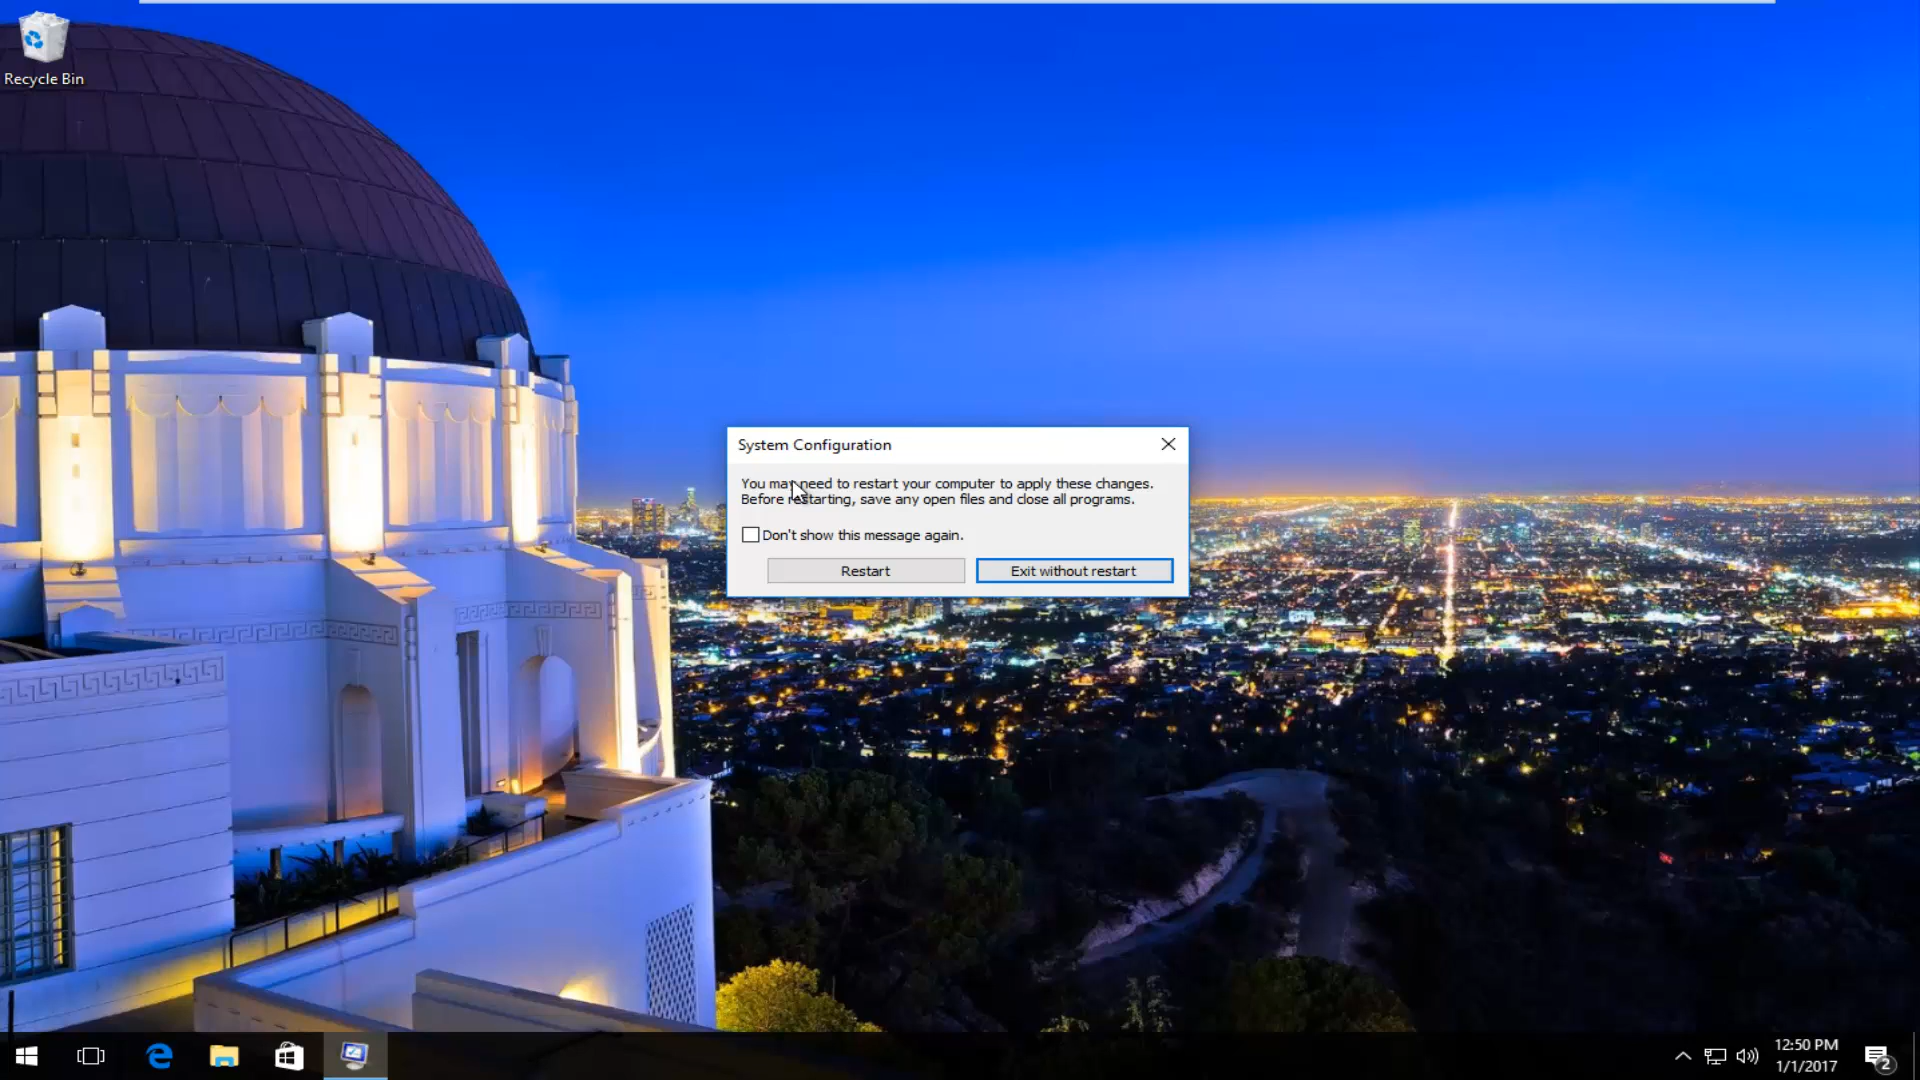 Recycle Bin
System Configuration
You may need to restart your computer to apply these changes.
Before restarting, save any open files and close all programs.
Don't show this message again.
Restart
Exit without restart
12:50 PM
1/1/2017
2